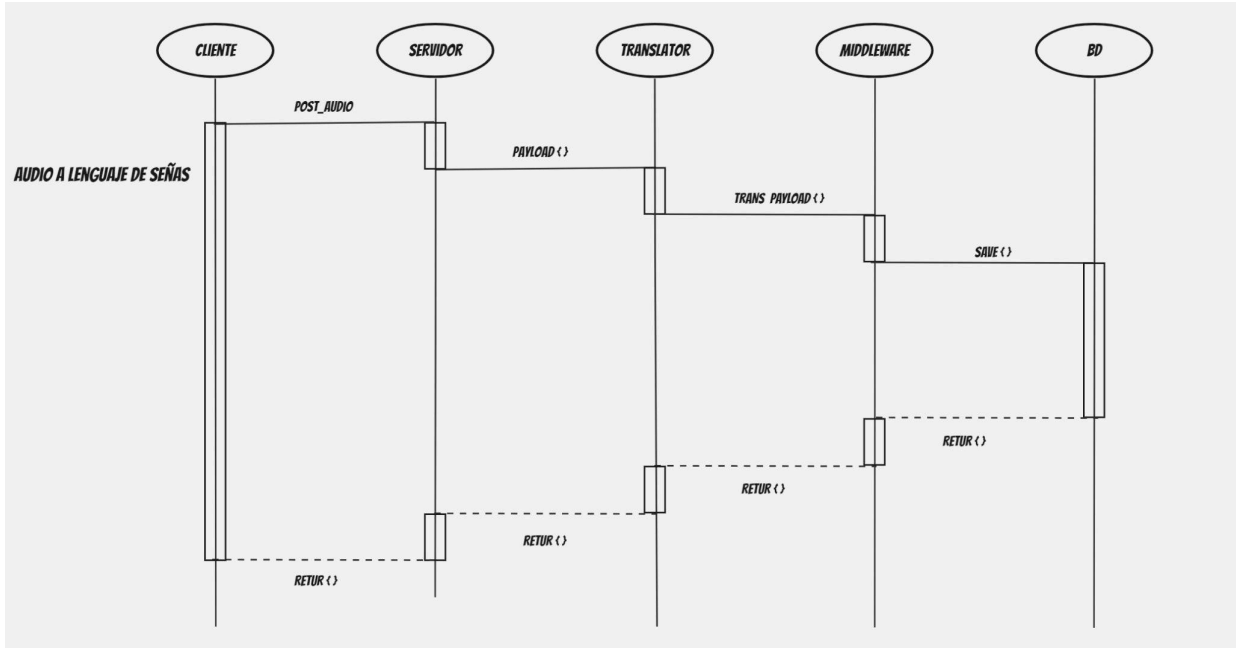 CLIENTE
SERVIDOR
TRANSLATOR
MIDDLEWARE
BD
POST_AUDIO
PAYLOAD { }
AUDIO A LENGUAJE DE SEÑAS
TRANS PAYLOAD { }
SAVE { }
RETUR { }
RETUR { }
RETUR { }
RETUR { }